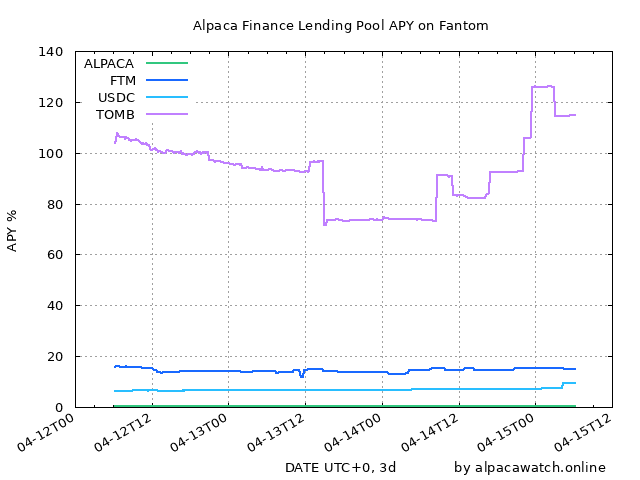 Alpaca Finance Lending Pool APY on Fantom
140
120
100
80
60
40
20
0
APY %
ALPACA
FTM
USDC
TOMB
04-12T00
04-12T12
04-13T00
04-13T12
04-14T00
04-14T12
04-15T00
04-15T12
DATE UTC+0, 3d
by alpacawatch.online